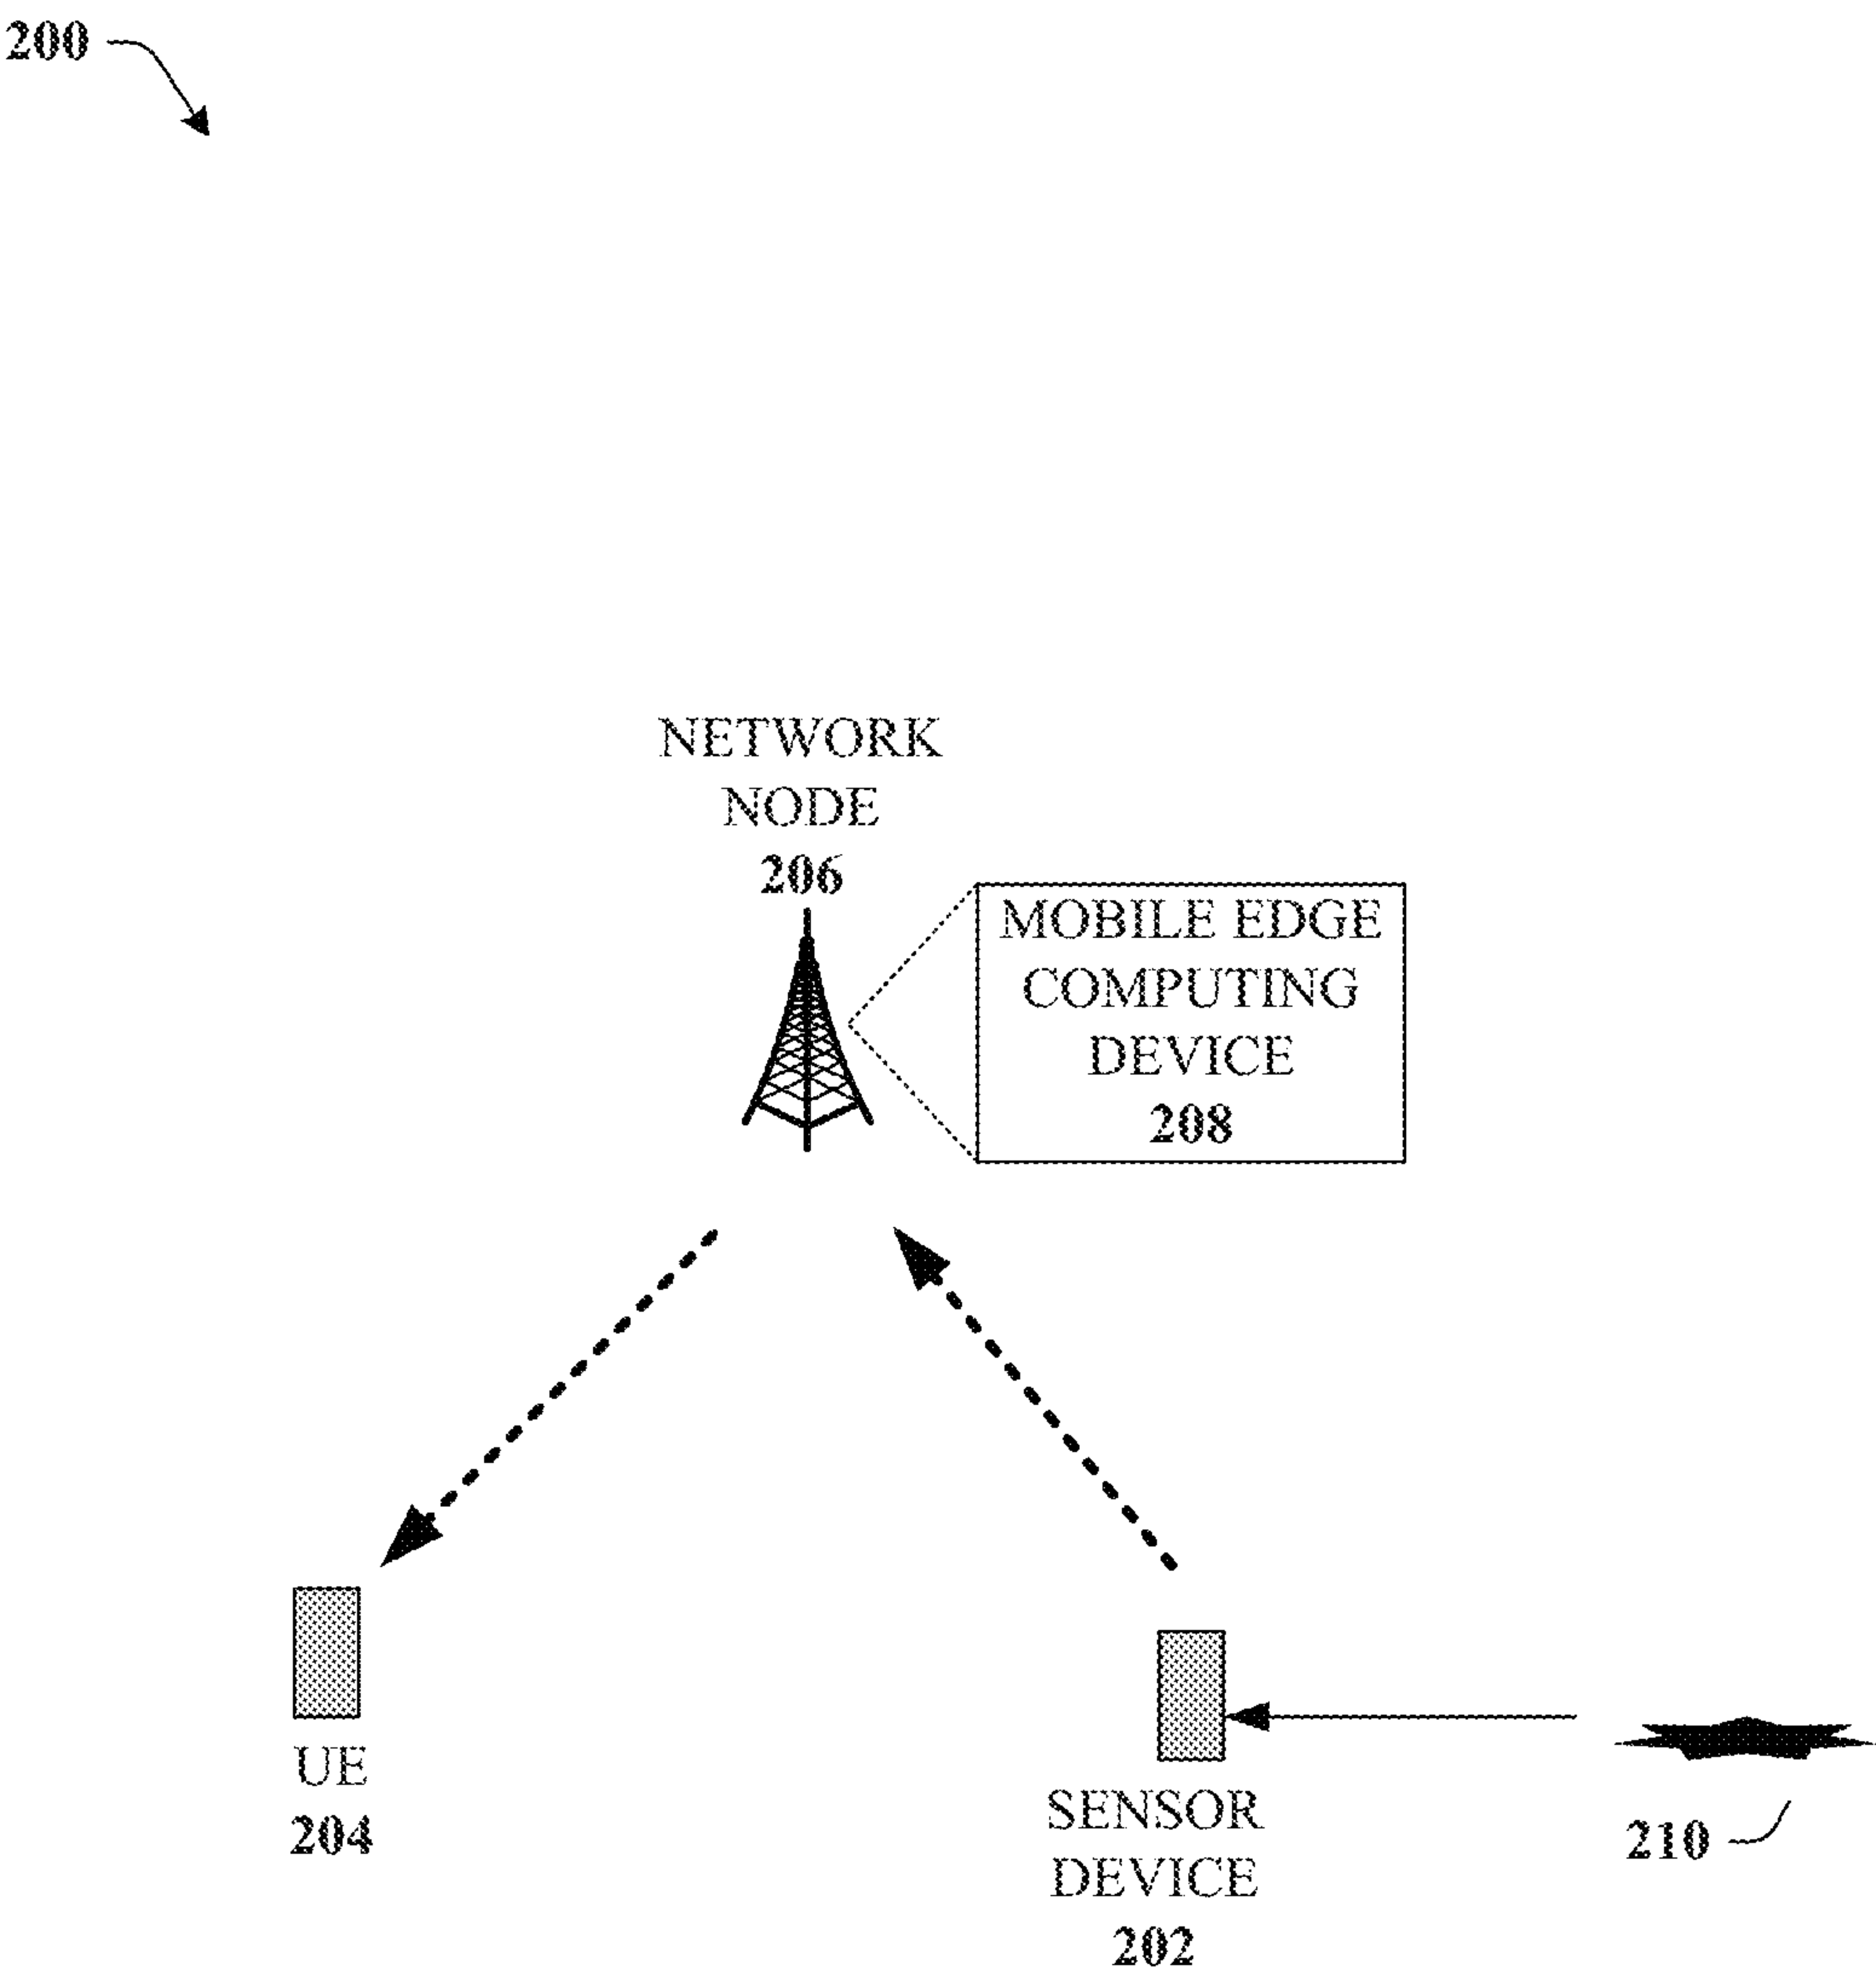 200
NETWORK
NODE
206
MOBILE EDGE
COMPUTING
DEVICE
208
UE
204
SENSOR
DEVICE
202
210